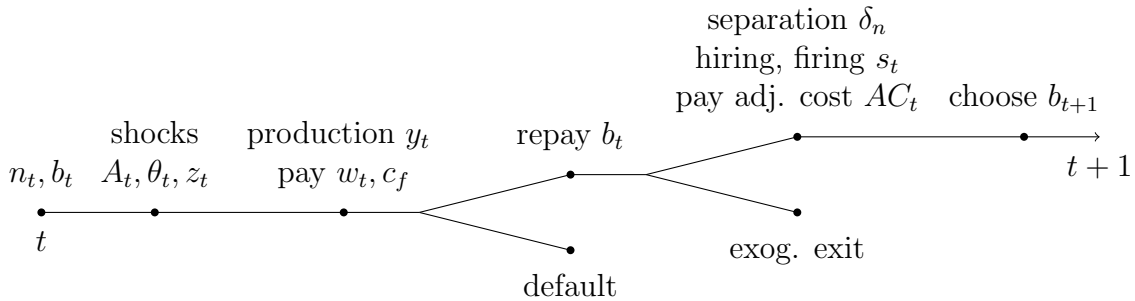 separation δ_n
shocks production y_t repay b_t hiring, firing s_t
n_t, b_t A_t, θ_t, z_t pay w_t, c_f pay adj. cost AC_t choose b_{t+1}
t + 1
t
default
exog. exit